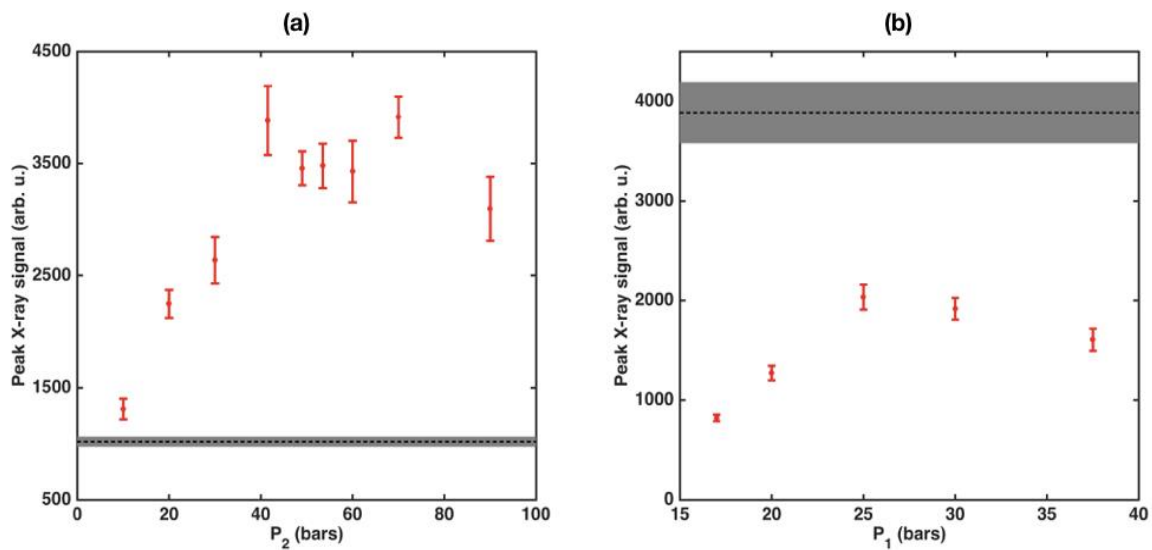 (a)
Peak X-ray signal (arb. u.)
4500
3500
2500
1500
500
0 20 40 60 80 100
P2 (bars)
(b)
Peak X-ray signal (arb. u.)
4000
3000
2000
1000
0
15 20 25 30 35 40
P1 (bars)